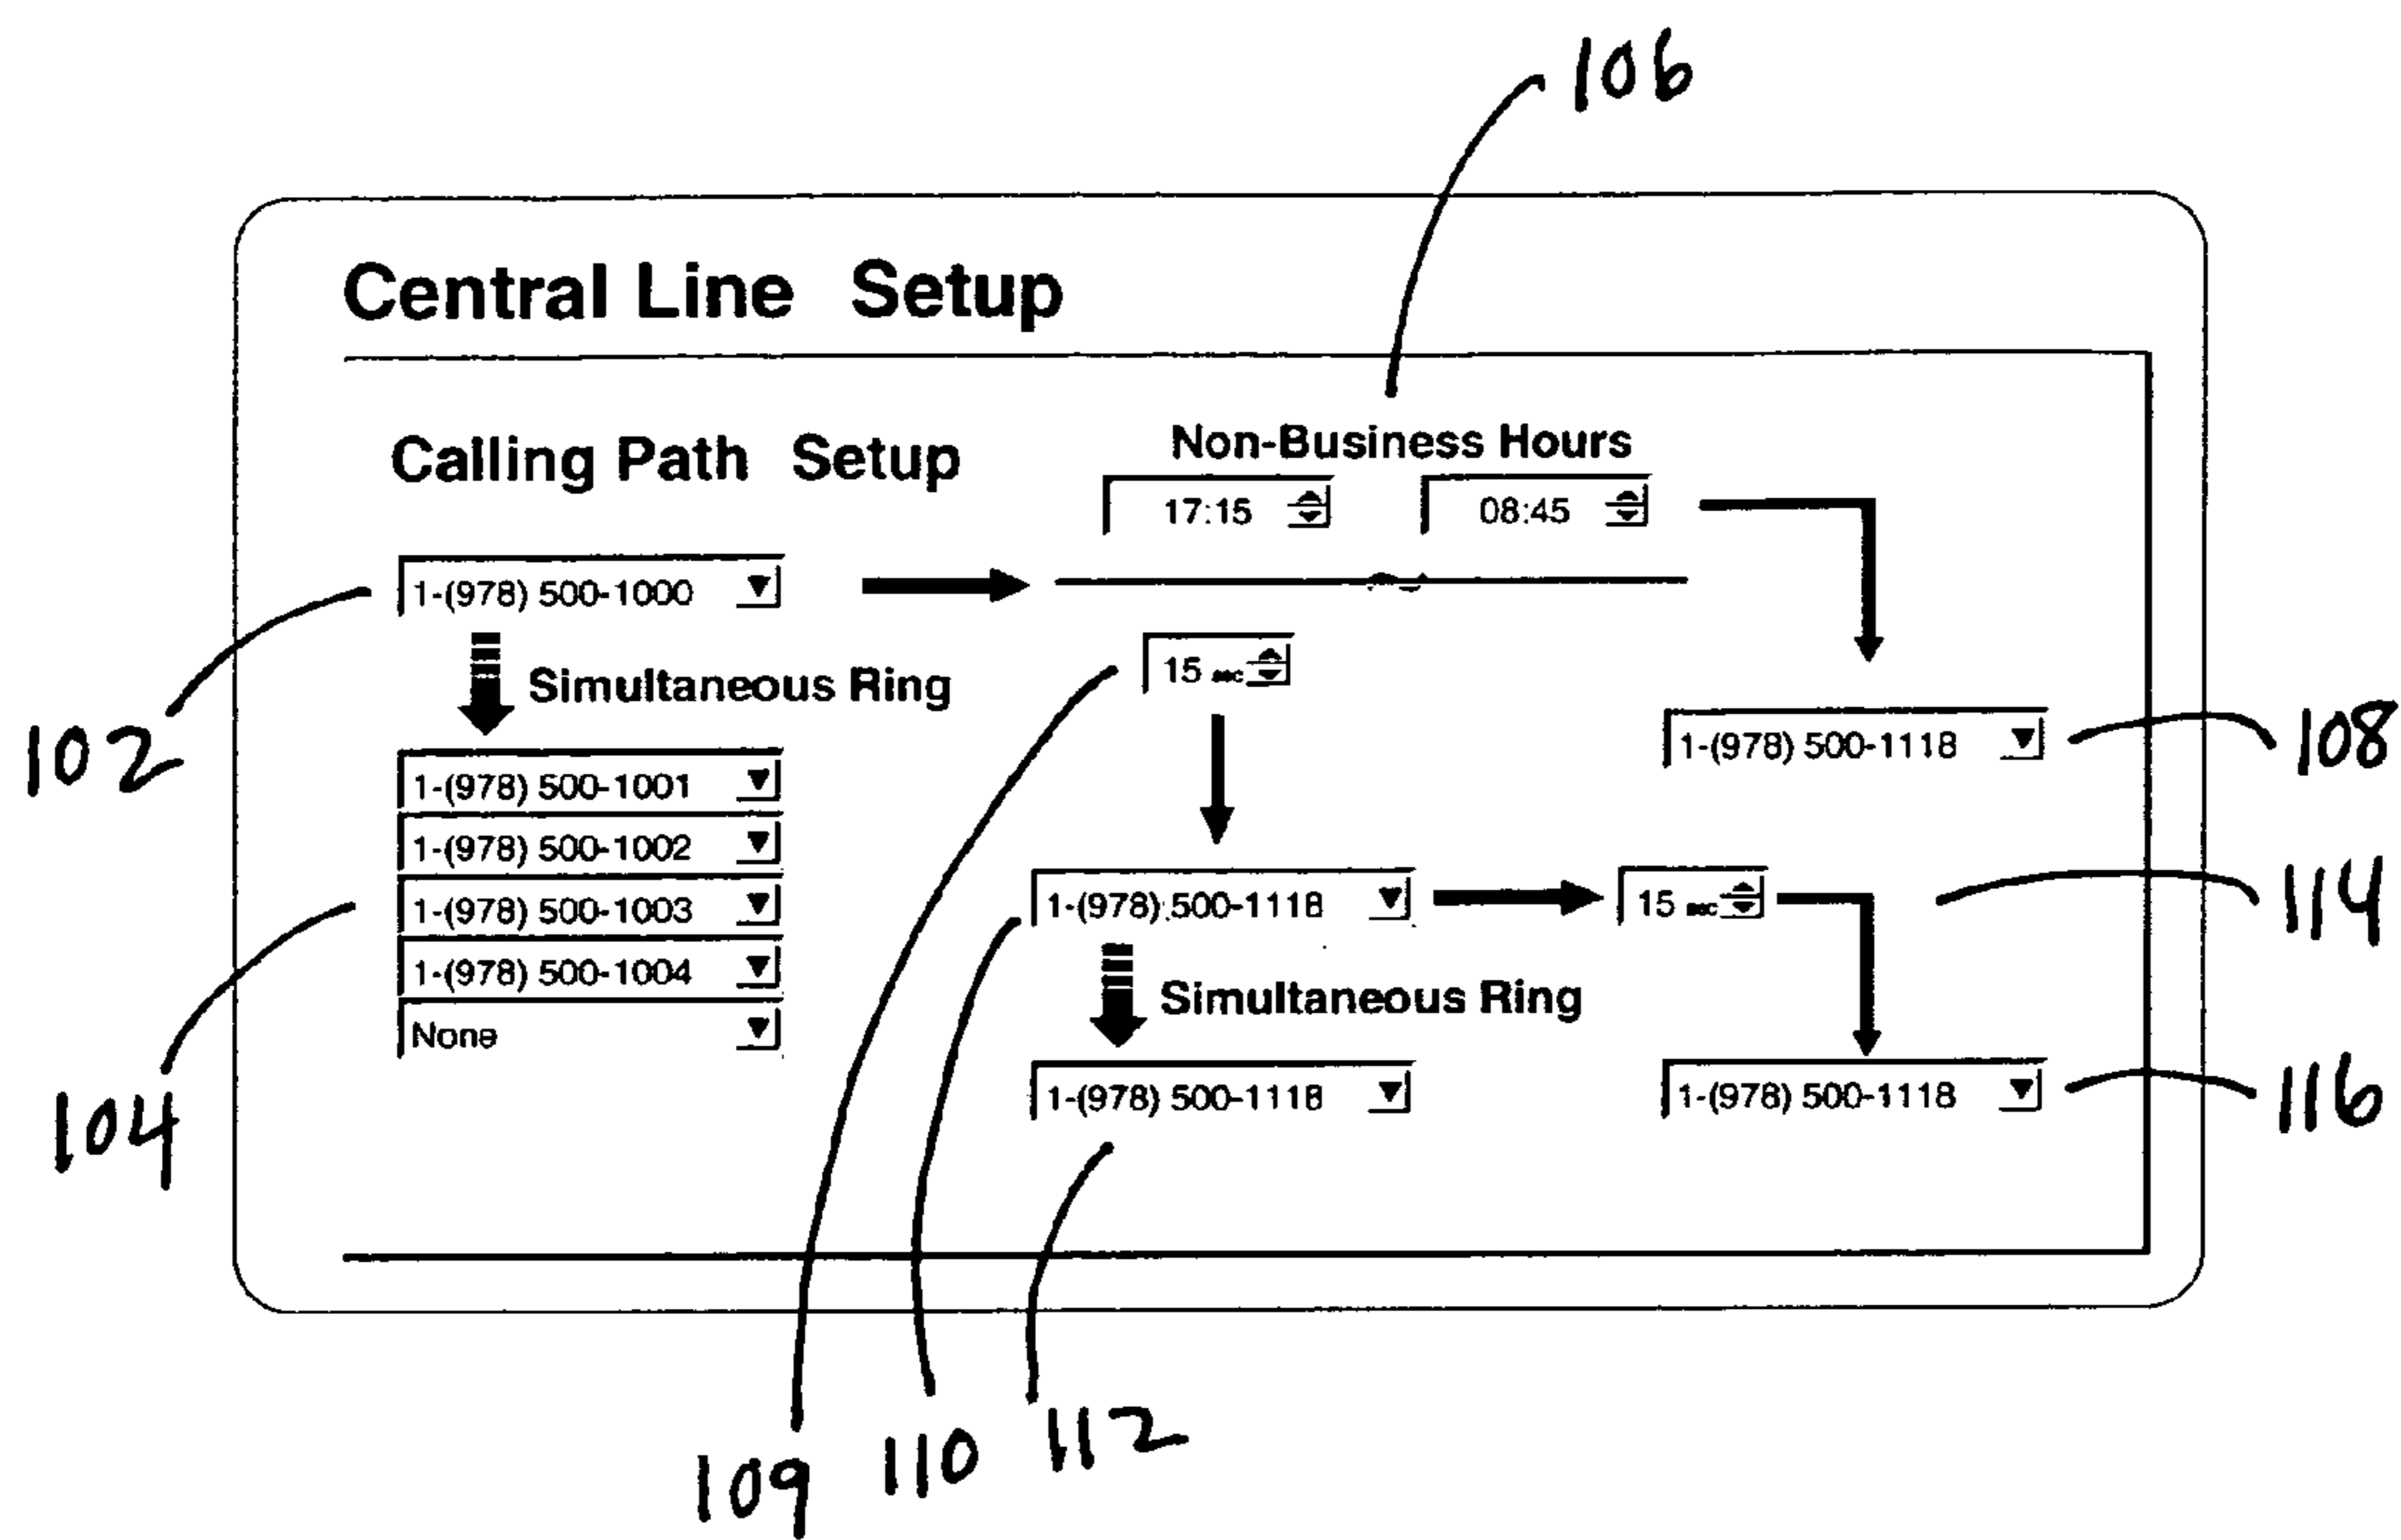 106
Central Line Setup
Calling Path Setup
Non-Business Hours
17:15 08:45
1-(978) 500-1000
15 sec
Simultaneous Ring
102
1-(978) 500-1118
108
1-(978) 500-1001
1-(978) 500-1002
1-(978) 500-1003
1-(978) 500-1004
None
104
1-(978) 500-1118
15 sec
114
Simultaneous Ring
1-(978) 500-1118
1-(978) 500-1118
116
109
110
112